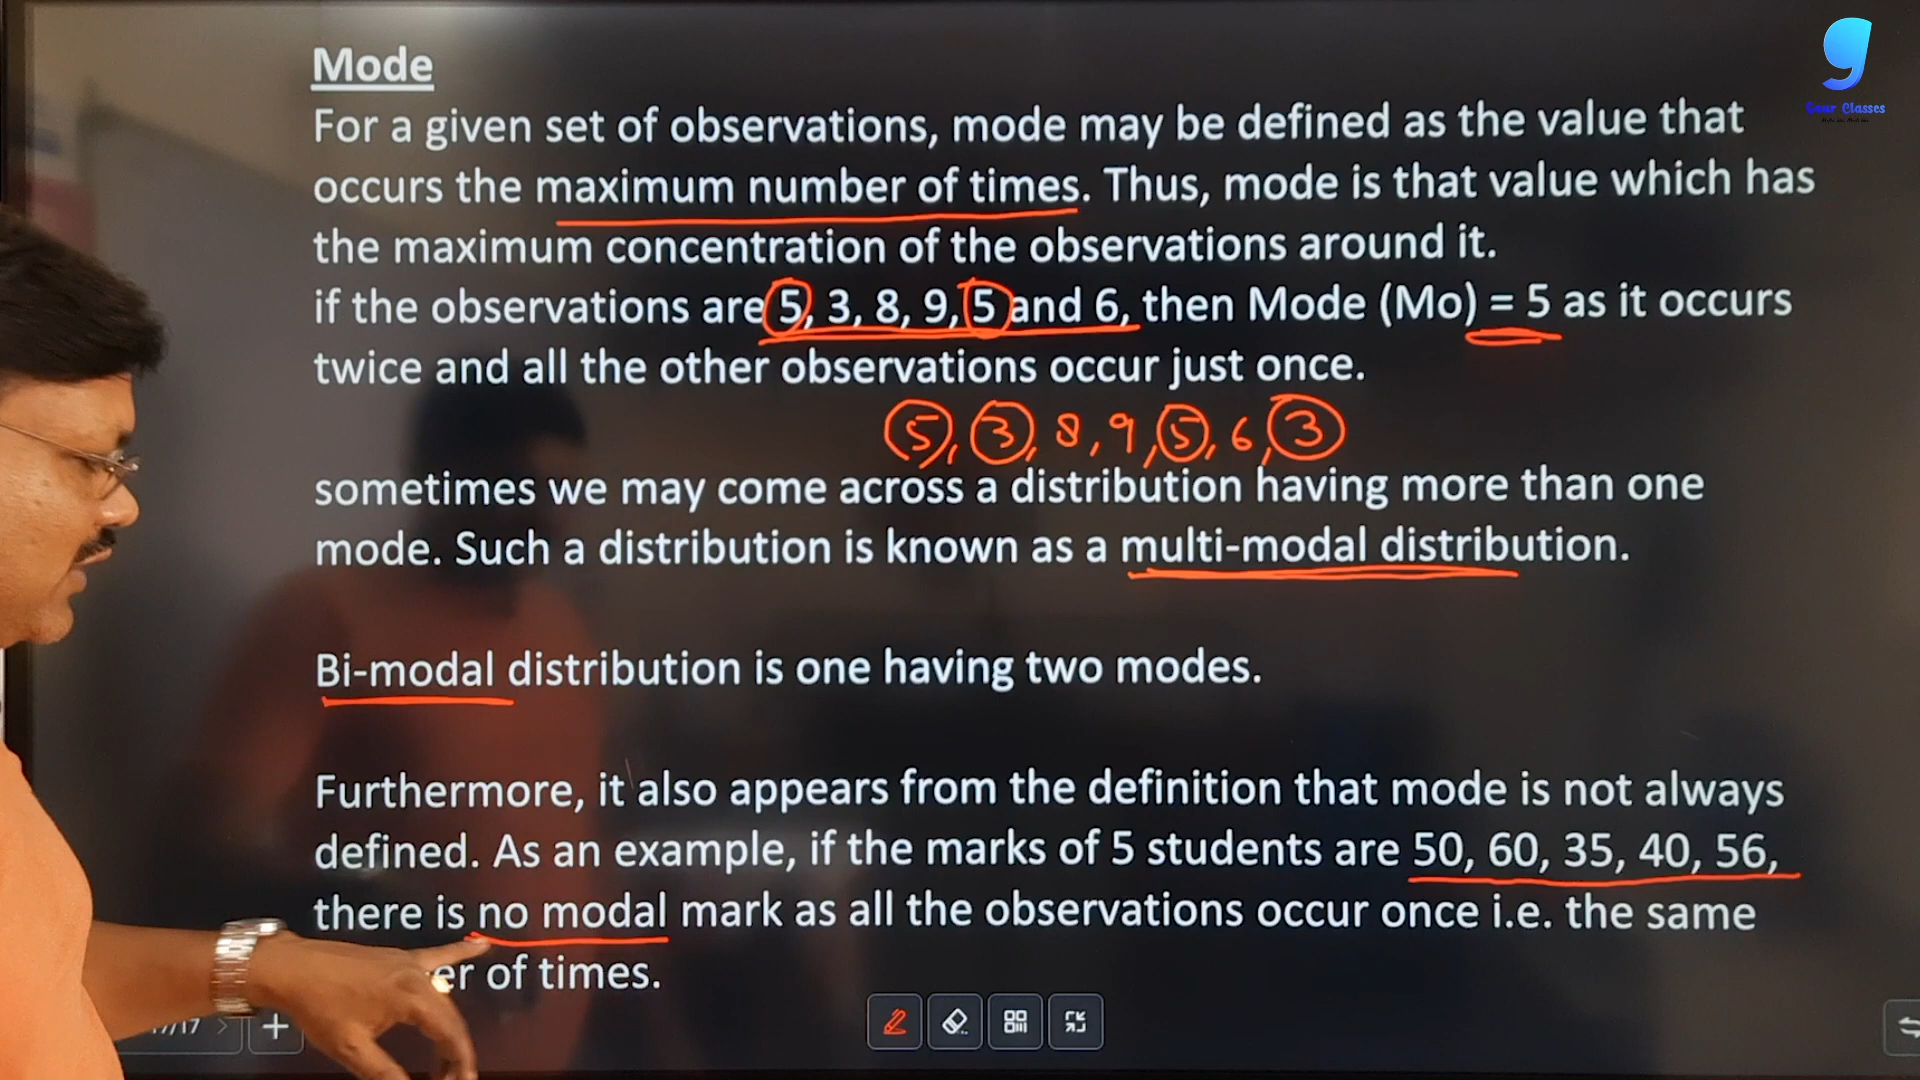 Mode
For a given set of observations, mode may be defined as the value that
occurs the maximum number of times. Thus, mode is that value which has
the maximum concentration of the observations around it.
if the observations are 5, 3, 8, 9, 5 and 6, then Mode (Mo) = 5 as it occurs
twice and all the other observations occur just once.
5, 3, 8, 9, 5, 6, 3
sometimes we may come across a distribution having more than one
mode. Such a distribution is known as a multi-modal distribution.
Bi-modal distribution is one having two modes.
Furthermore, it also appears from the definition that mode is not always
defined. As an example, if the marks of 5 students are 50, 60, 35, 40, 56,
there is no modal mark as all the observations occur once i.e. the same
er of times.
/17
Classes